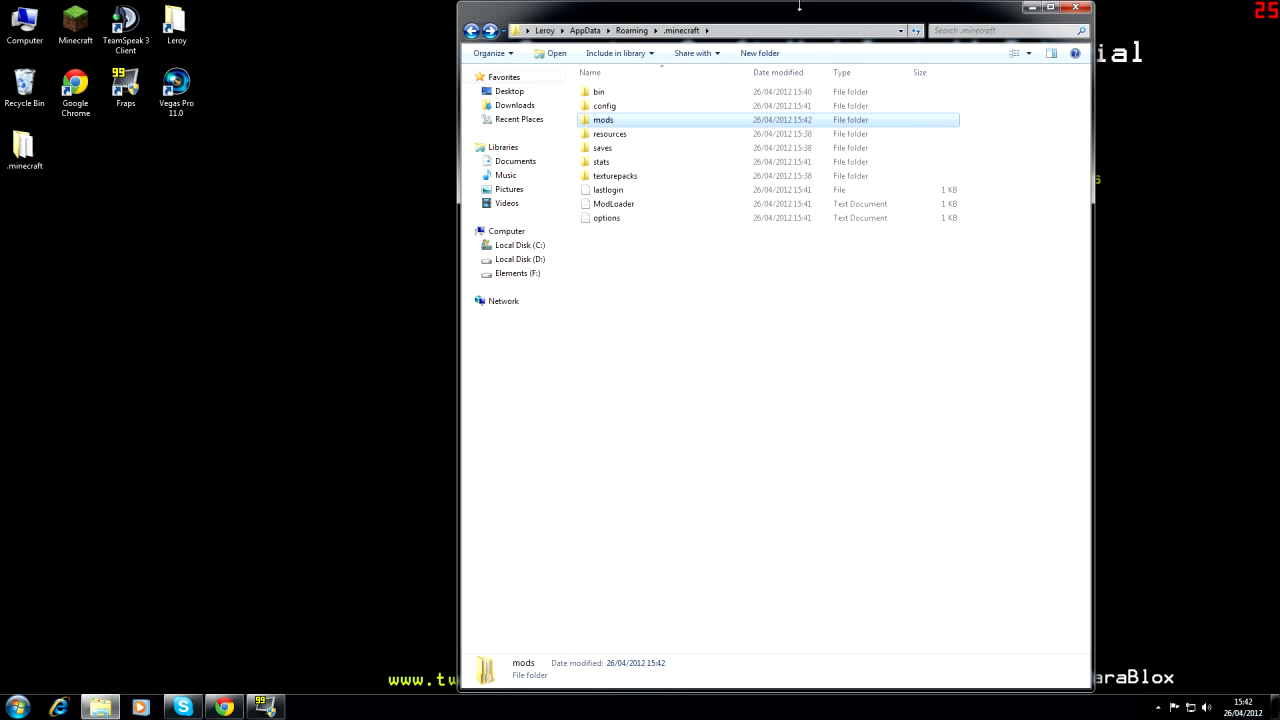 25
Computer
Minecraft
TeamSpeak 3 Client
Leroy
Recycle Bin
Google Chrome
Fraps
Vegas Pro 11.0
.minecraft
Leroy AppData Roaming .minecraft
Search .minecraft
Organize Open Include in library Share with New folder
ial
Name Date modified Type Size
Favorites
Desktop
Downloads
Recent Places
Libraries
Documents
Music
Pictures
Videos
Computer
Local Disk (C:)
Local Disk (D:)
Elements (F:)
Network
bin 26/04/2012 15:40 File folder
config 26/04/2012 15:41 File folder
mods 26/04/2012 15:42 File folder
resources 26/04/2012 15:38 File folder
saves 26/04/2012 15:38 File folder
stats 26/04/2012 15:41 File folder
texturepacks 26/04/2012 15:38 File folder
lastlogin 26/04/2012 15:41 File 1 KB
ModLoader 26/04/2012 15:41 Text Document 1 KB
options 26/04/2012 15:41 Text Document 1 KB
s
mods Date modified: 26/04/2012 15:42
File folder
www.tw
araBlox
99
15:42
26/04/2012